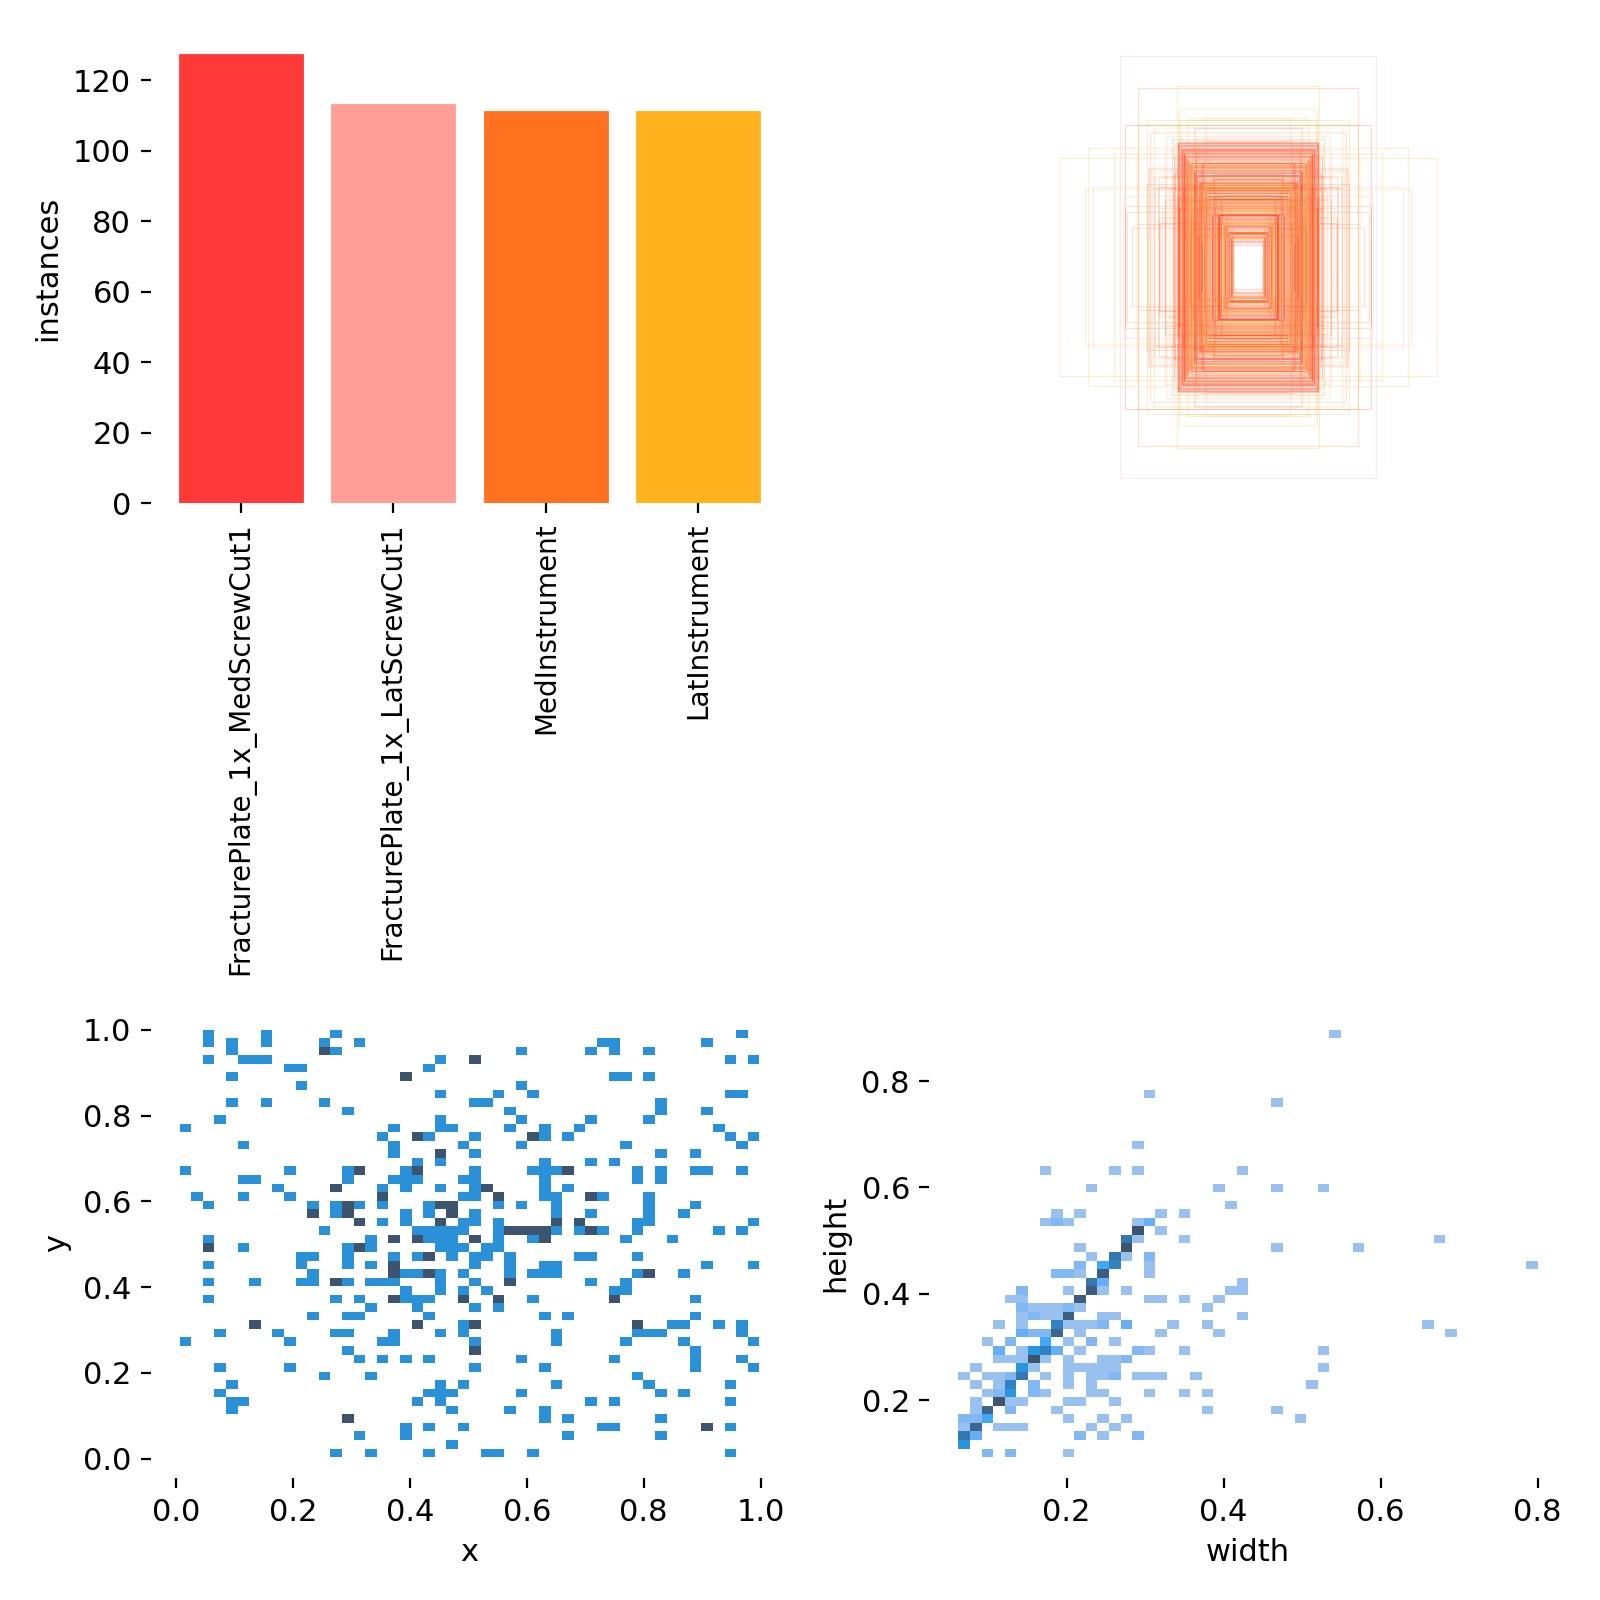 instances
120
100
80
60
40
20
0
FracturePlate_1x_MedScrewCut1
FracturePlate_1x_LatScrewCut1
MedInstrument
LatInstrument
y
1.0
0.8
0.6
0.4
0.2
0.0
0.0 0.2 0.4 0.6 0.8 1.0
x
height
0.8
0.6
0.4
0.2
0.2 0.4 0.6 0.8
width